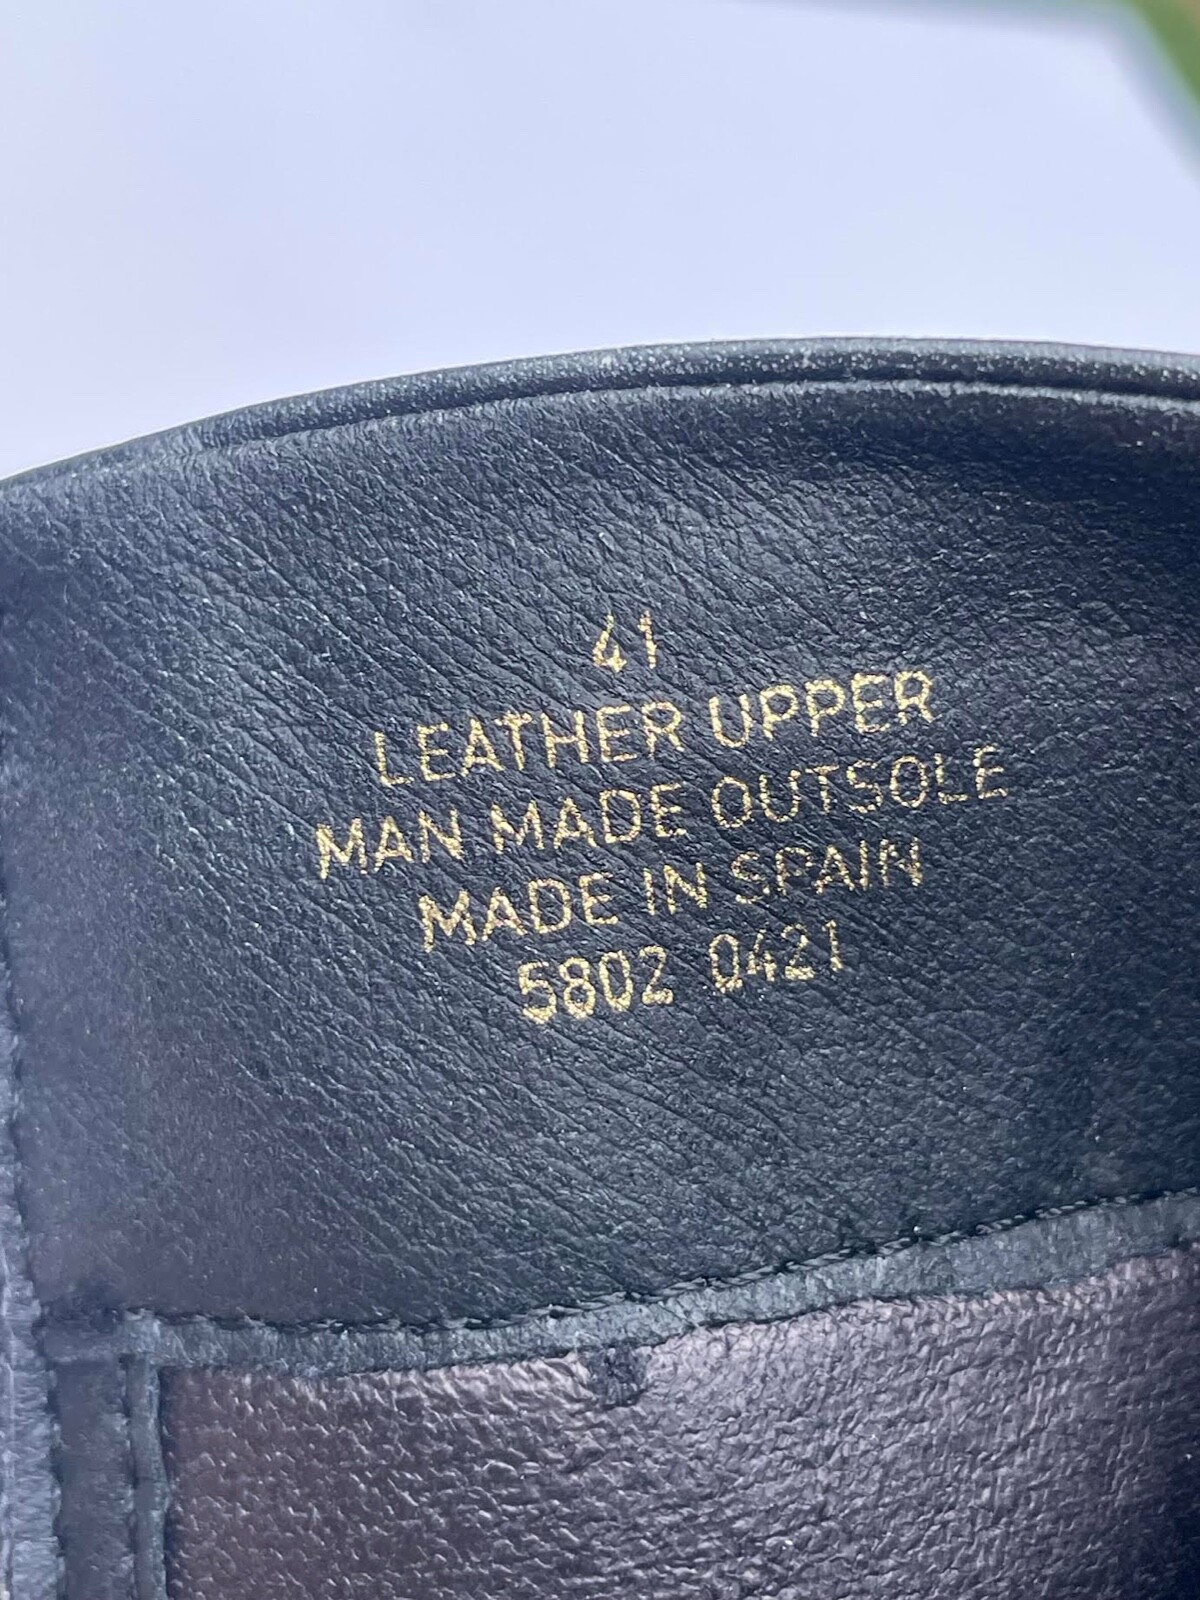 41
LEATHER UPPER
MAN MADE OUTSOLE
MADE IN SPAIN
5802 0421